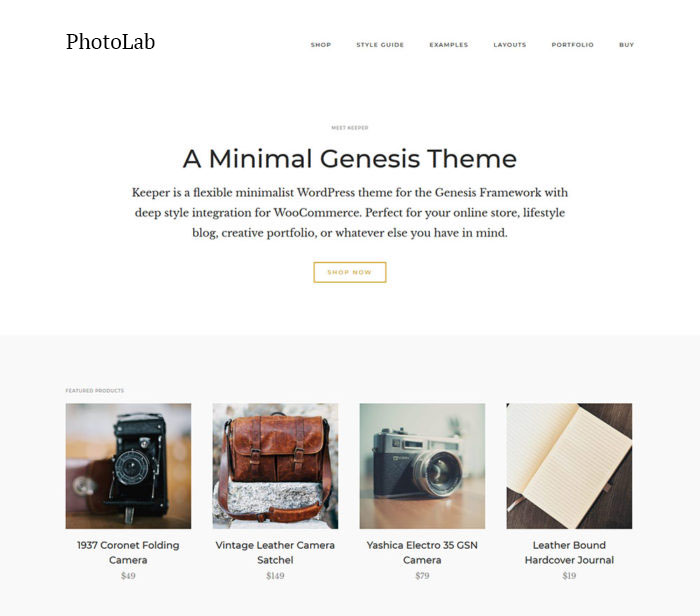 PhotoLab
SHOP STYLE GUIDE EXAMPLES LAYOUTS PORTFOLIO BUY
MEET KEEPER
A Minimal Genesis Theme
Keeper is a flexible minimalist WordPress theme for the Genesis Framework with
deep style integration for WooCommerce. Perfect for your online store, lifestyle
blog, creative portfolio, or whatever else you have in mind.
SHOP NOW
FEATURED PRODUCTS
1937 Coronet Folding
Camera
$49
Vintage Leather Camera
Satchel
$149
Yashica Electro 35 GSN
Camera
$79
Leather Bound
Hardcover Journal
$19